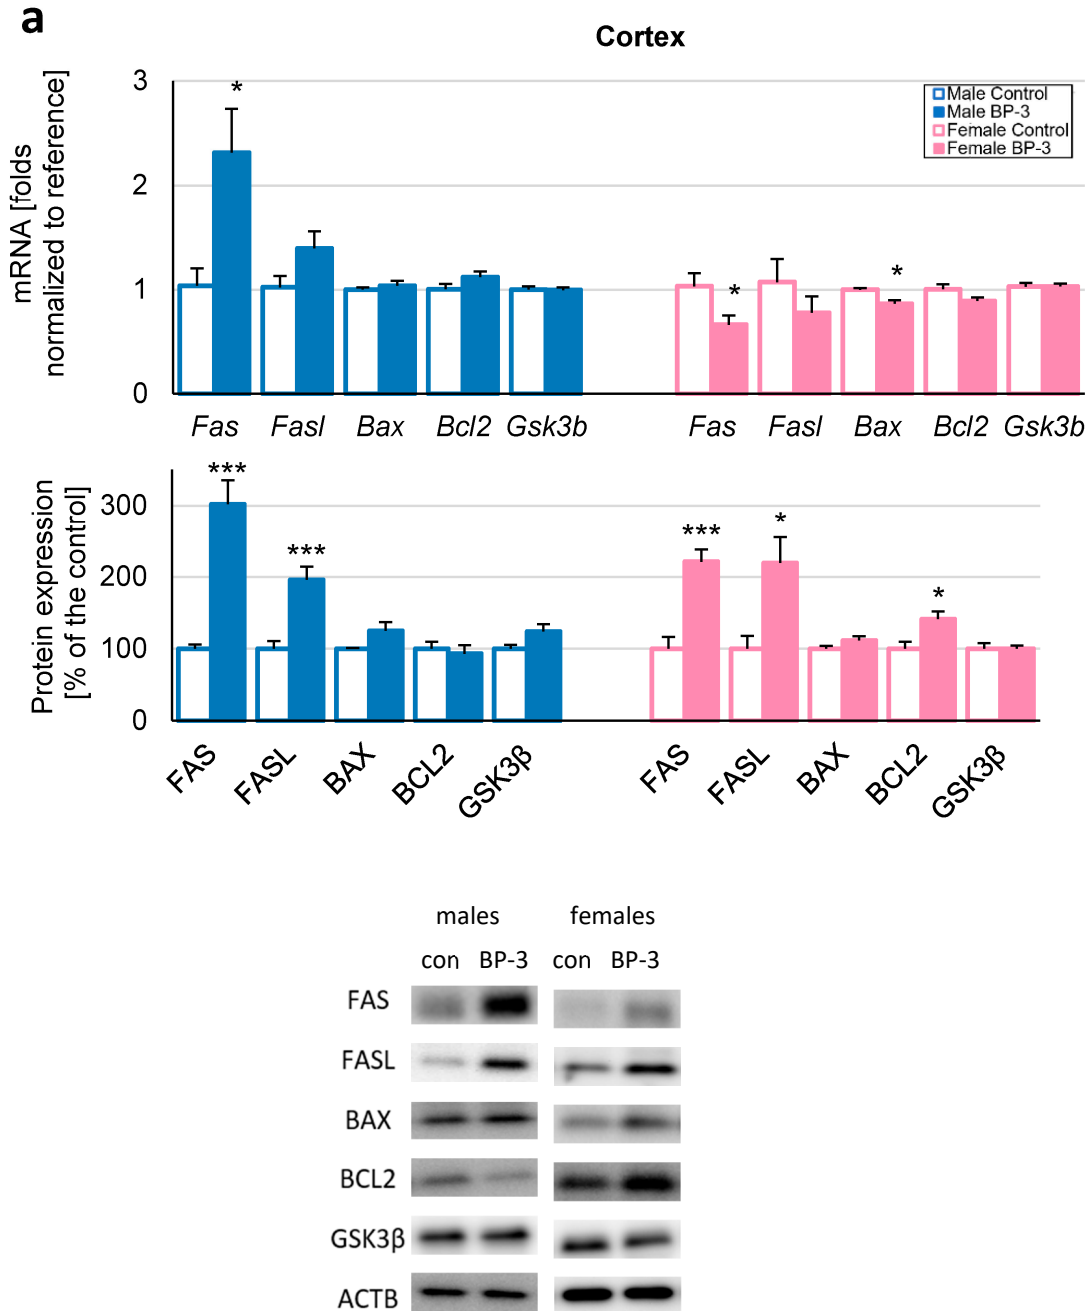 a
Cortex
mRNA [folds
normalized to reference]
3
2
1
0
*
*
*
Male Control
Male BP-3
Female Control
Female BP-3
Fas Fasl Bax Bcl2 Gsk3b Fas Fasl Bax Bcl2 Gsk3b
Protein expression
[% of the control]
300
200
100
0
***
***
***
*
*
FAS FASL BAX BCL2 GSK3β FAS FASL BAX BCL2 GSK3β
males females
con BP-3 con BP-3
FAS
FASL
BAX
BCL2
GSK3β
ACTB